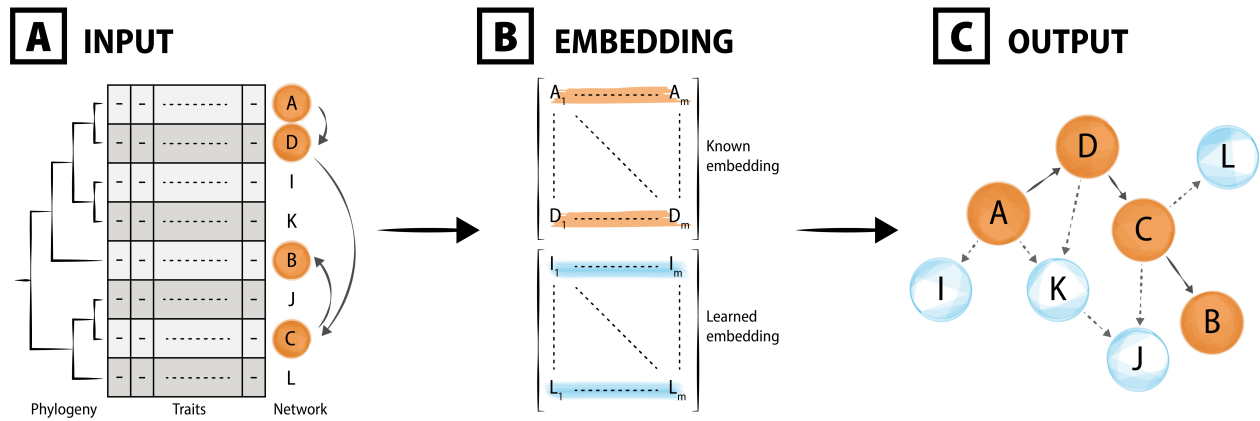 A INPUT
A
D
I
K
B
J
C
L
Phylogeny Traits Network
B EMBEDDING
A1 Am
D1 Dm
Known
embedding
I1 Im
L1 Lm
Learned
embedding
C OUTPUT
D
L
A
C
I
K
B
J